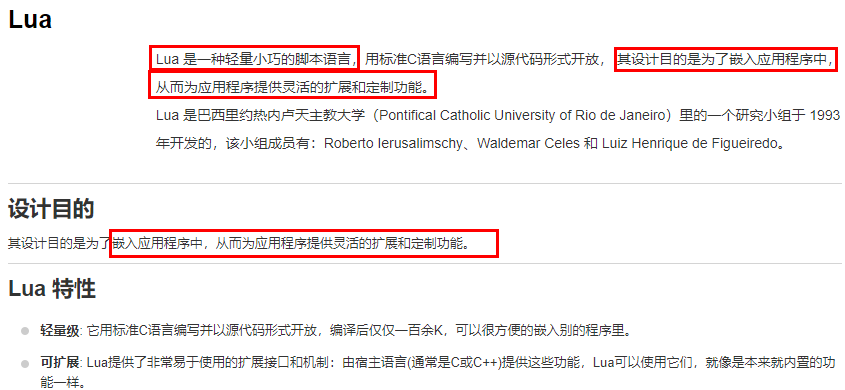 Lua
Lua 是一种轻量小巧的脚本语言，用标准C语言编写并以源代码形式开放， 其设计目的是为了嵌入应用程序中，
从而为应用程序提供灵活的扩展和定制功能。
Lua 是巴西里约热内卢天主教大学（Pontifical Catholic University of Rio de Janeiro）里的一个研究小组于 1993
年开发的，该小组成员有：Roberto Ierusalimschy、Waldemar Celes 和 Luiz Henrique de Figueiredo。
设计目的
其设计目的是为了嵌入应用程序中，从而为应用程序提供灵活的扩展和定制功能。
Lua 特性
轻量级: 它用标准C语言编写并以源代码形式开放，编译后仅仅一百余K，可以很方便的嵌入别的程序里。
可扩展: Lua提供了非常易于使用的扩展接口和机制：由宿主语言(通常是C或C++)提供这些功能，Lua可以使用它们，就像是本来就内置的功
能一样。